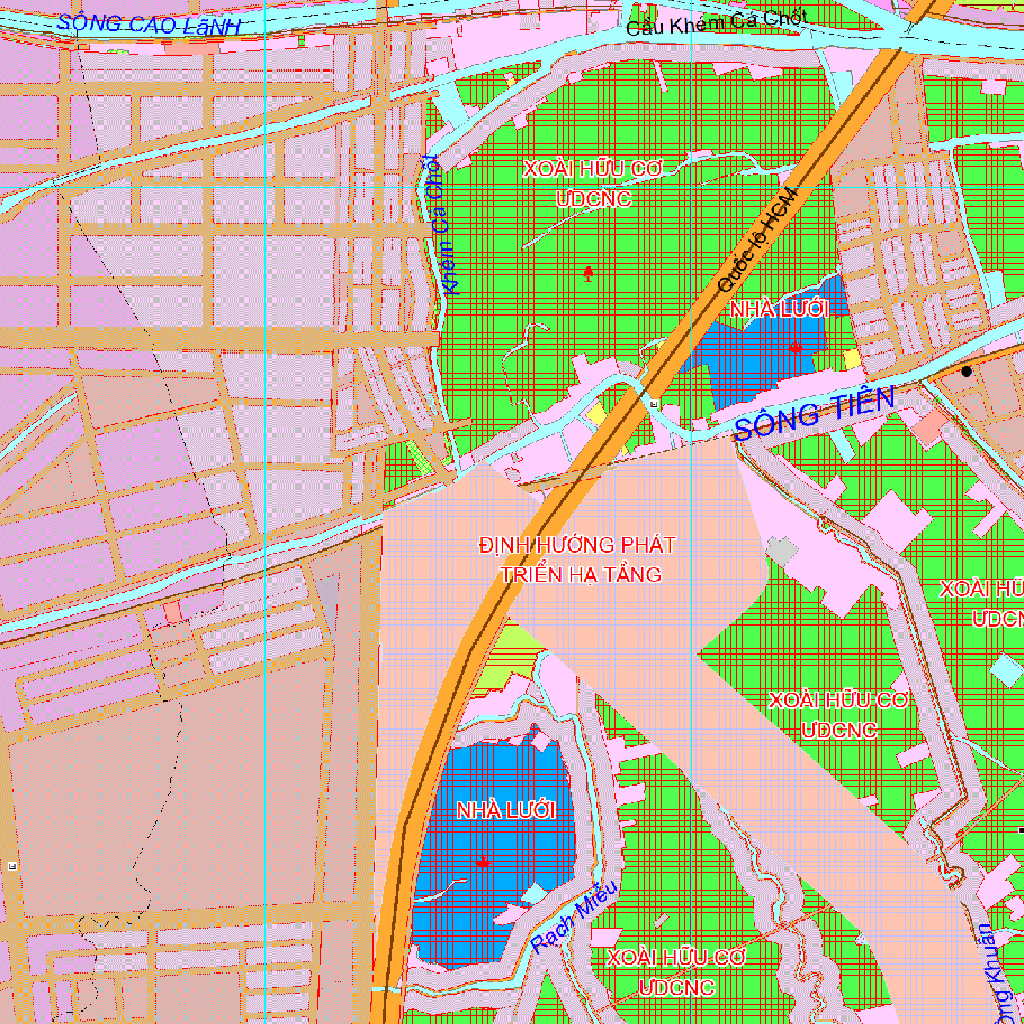 SÔNG CAO LãNH
Cầu Khém Cá Chốt
XOÀI HỮU CƠ
ƯDCNC
Khém Cá Chốt
Quốc lộ HCM
NHÀ LƯỚI
SÔNG TIỀN
ĐỊNH HƯỚNG PHÁT
TRIỂN HẠ TẦNG
XOÀI HỮ
ƯDCN
XOÀI HỮU CƠ
ƯDCNC
NHÀ LƯỚI
Rạch Miễu
XOÀI HỮU CƠ
ƯDCNC